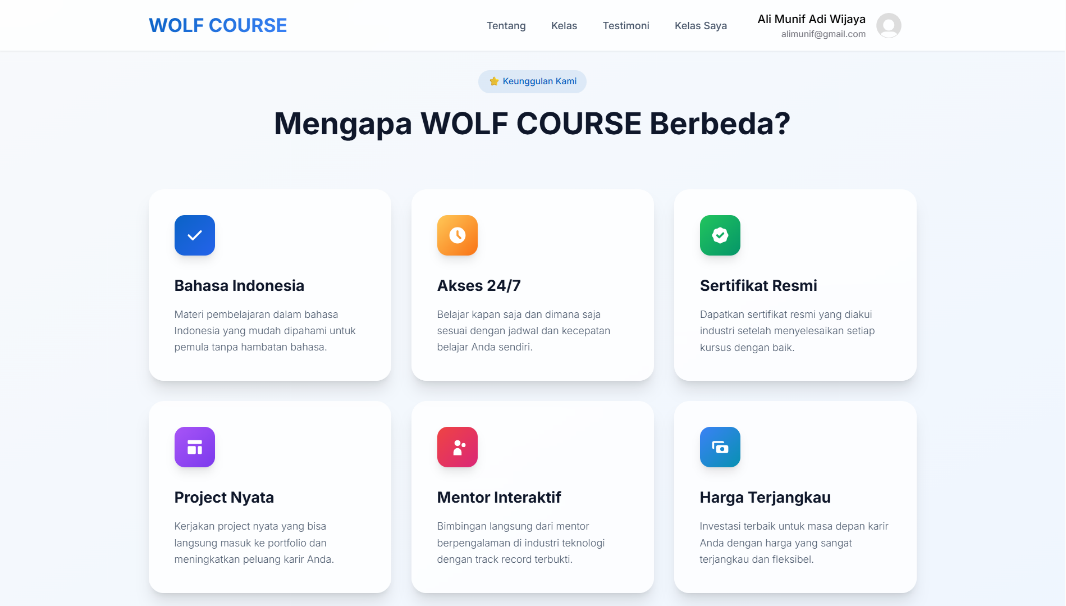 WOLF COURSE
Tentang
Kelas
Testimoni
Kelas Saya
Ali Munif Adi Wijaya
alimunif@gmail.com
Keunggulan Kami
Mengapa WOLF COURSE Berbeda?
Bahasa Indonesia
Materi pembelajaran dalam bahasa
Indonesia yang mudah dipahami untuk
pemula tanpa hambatan bahasa.
Akses 24/7
Belajar kapan saja dan dimana saja
sesuai dengan jadwal dan kecepatan
belajar Anda sendiri.
Sertifikat Resmi
Dapatkan sertifikat resmi yang diakui
industri setelah menyelesaikan setiap
kursus dengan baik.
Project Nyata
Kerjakan project nyata yang bisa
langsung masuk ke portfolio dan
meningkatkan peluang karir Anda.
Mentor Interaktif
Bimbingan langsung dari mentor
berpengalaman di industri teknologi
dengan track record terbukti.
Harga Terjangkau
Investasi terbaik untuk masa depan karir
Anda dengan harga yang sangat
terjangkau dan fleksibel.